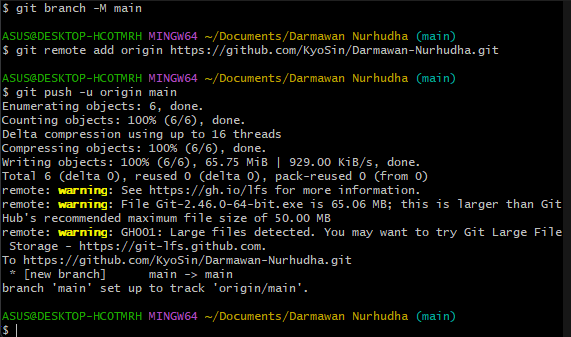 $ git branch -M main
ASUS@DESKTOP-HCOTMRH MINGW64 ~/Documents/Darmawan Nurhudha (main)
$ git remote add origin https://github.com/KyoSin/Darmawan-Nurhudha.git
ASUS@DESKTOP-HCOTMRH MINGW64 ~/Documents/Darmawan Nurhudha (main)
$ git push -u origin main
Enumerating objects: 6, done.
Counting objects: 100% (6/6), done.
Delta compression using up to 16 threads
Compressing objects: 100% (6/6), done.
Writing objects: 100% (6/6), 65.75 MiB | 929.00 KiB/s, done.
Total 6 (delta 0), reused 0 (delta 0), pack-reused 0 (from 0)
remote: warning: See https://gh.io/lfs for more information.
remote: warning: File Git-2.46.0-64-bit.exe is 65.06 MB; this is larger than Git
Hub's recommended maximum file size of 50.00 MB
remote: warning: GH001: Large files detected. You may want to try Git Large File
 Storage - https://git-lfs.github.com.
To https://github.com/KyoSin/Darmawan-Nurhudha.git
 * [new branch]      main -> main
branch 'main' set up to track 'origin/main'.
ASUS@DESKTOP-HCOTMRH MINGW64 ~/Documents/Darmawan Nurhudha (main)
$